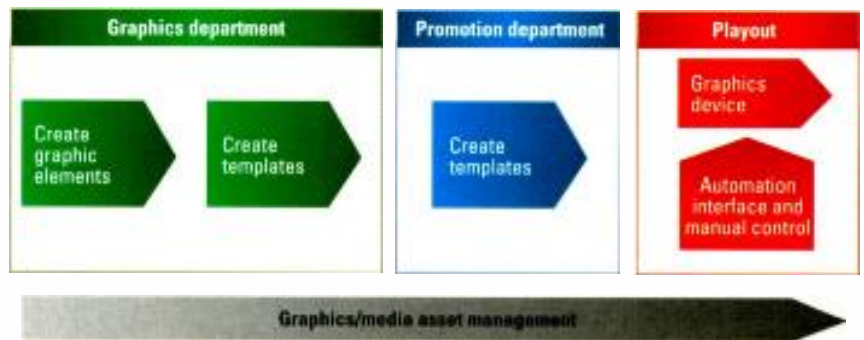 Graphics department
Create
graphic
elements
Create
templates
Promotion department
Create
templates
Playout
Graphics
device
Automation
interface and
manual control
Graphics/media asset management